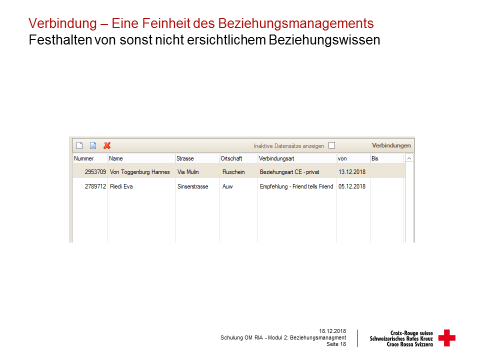 Verbindung – Eine Feinheit des Beziehungsmanagements
Festhalten von sonst nicht ersichtlichem Beziehungswissen
Inaktive Datensätze anzeigen Verbindungen
Nummer Name Strasse Ortschaft Verbindungsart von Bis
2953709 Von Toggenburg Hannes Via Mulin Ruschein Beziehungsart CE - privat 13.12.2018
2789712 Riedi Eva Sinserstrasse Auw Empfehlung - Friend tells Friend 05.12.2018
18.12.2018
Schulung OM RIA - Modul 2: Beziehungsmanagment
Seite 18
Croix-Rouge suisse
Schweizerisches Rotes Kreuz
Croce Rossa Svizzera